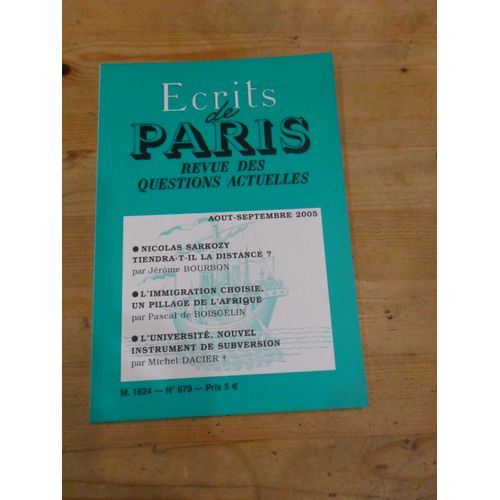 Ecrits
de
PARIS
REVUE DES
QUESTIONS ACTUELLES
AOUT-SEPTEMBRE 2005
● NICOLAS SARKOZY
TIENDRA-T-IL LA DISTANCE ?
par Jérôme BOURBON
● L'IMMIGRATION CHOISIE,
UN PILLAGE DE L'AFRIQUE
par Pascal de BOISGELIN
● L'UNIVERSITÉ, NOUVEL
INSTRUMENT DE SUBVERSION
par Michel DACIER †
M. 1624 — N° 679 — Prix 5 €